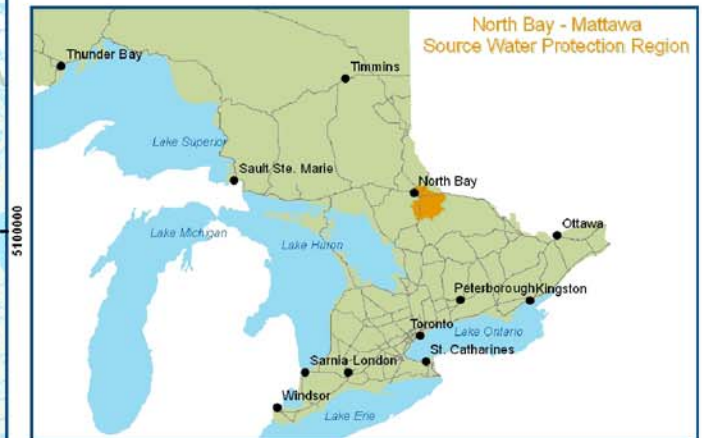 North Bay - Mattawa
Source Water Protection Region
Thunder Bay
Timmins
Lake Superior
Sault Ste. Marie
North Bay
5100000
Lake Michigan
Lake Huron
Ottawa
Peterborough
Kingston
Toronto
Lake Ontario
Sarnia
London
St. Catharines
Windsor
Lake Erie